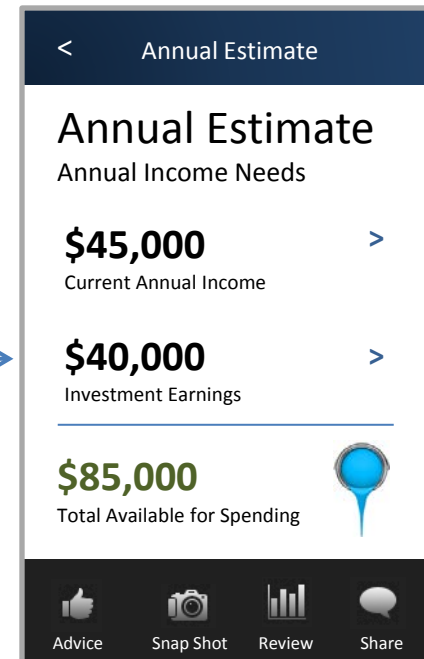 < Annual Estimate
Annual Estimate
Annual Income Needs
$45,000 >
Current Annual Income
$40,000 >
Investment Earnings
$85,000
Total Available for Spending
Advice Snap Shot Review Share